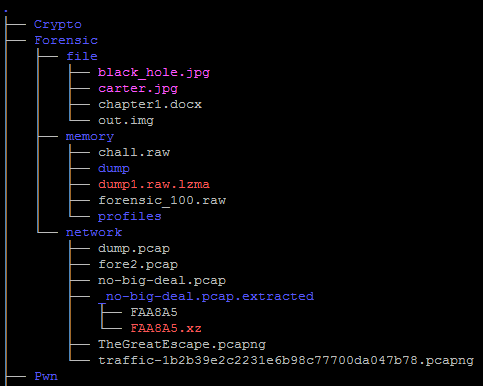 .
├── Crypto
├── Forensic
│   ├── file
│   │   ├── black_hole.jpg
│   │   ├── carter.jpg
│   │   ├── chapter1.docx
│   │   └── out.img
│   ├── memory
│   │   ├── chall.raw
│   │   ├── dump
│   │   ├── dump1.raw.lzma
│   │   ├── forensic_100.raw
│   │   └── profiles
│   └── network
│       ├── dump.pcap
│       ├── fore2.pcap
│       ├── no-big-deal.pcap
│       ├── _no-big-deal.pcap.extracted
│       │   ├── FAA8A5
│       │   └── FAA8A5.xz
│       ├── TheGreatEscape.pcapng
│       └── traffic-1b2b39e2c2231e6b98c77700da047b78.pcapng
├── Pwn